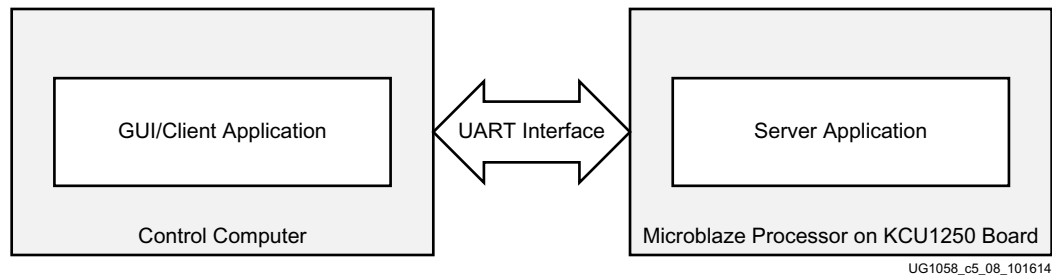 GUI/Client Application
UART Interface
Server Application
Control Computer
Microblaze Processor on KCU1250 Board
UG1058_c5_08_101614